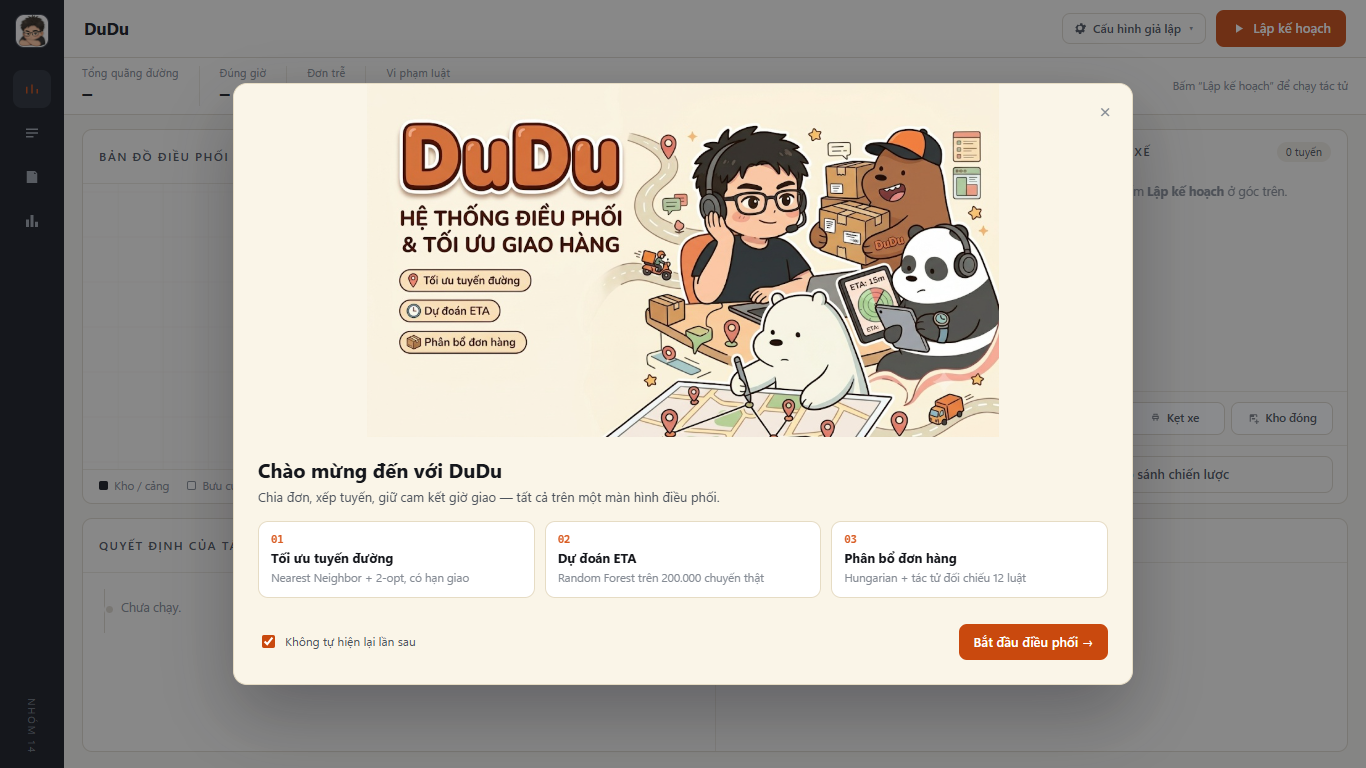 DuDu
Cấu hình giả lập
Lập kế hoạch
Tổng quãng đường
Đúng giờ
Đơn trễ
Vi phạm luật
–
–
Bấm "Lập kế hoạch" để chạy tác tử
BẢN ĐỒ ĐIỀU PHỐI
XẾ
0 tuyến
Lập kế hoạch ở góc trên.
DuDu
HỆ THỐNG ĐIỀU PHỐI
& TỐI ƯU GIAO HÀNG
Tối ưu tuyến đường
Dự đoán ETA
Phân bổ đơn hàng
DuDu
ETA: 15m
ETA:
Kẹt xe
Kho đóng
sánh chiến lược
Kho / cảng
Bưu
Chào mừng đến với DuDu
Chia đơn, xếp tuyến, giữ cam kết giờ giao — tất cả trên một màn hình điều phối.
01
Tối ưu tuyến đường
Nearest Neighbor + 2-opt, có hạn giao
02
Dự đoán ETA
Random Forest trên 200.000 chuyến thật
03
Phân bổ đơn hàng
Hungarian + tác tử đối chiếu 12 luật
QUYẾT ĐỊNH CỦA
Chưa chạy.
Không tự hiện lại lần sau
Bắt đầu điều phối →
NHÓM 14